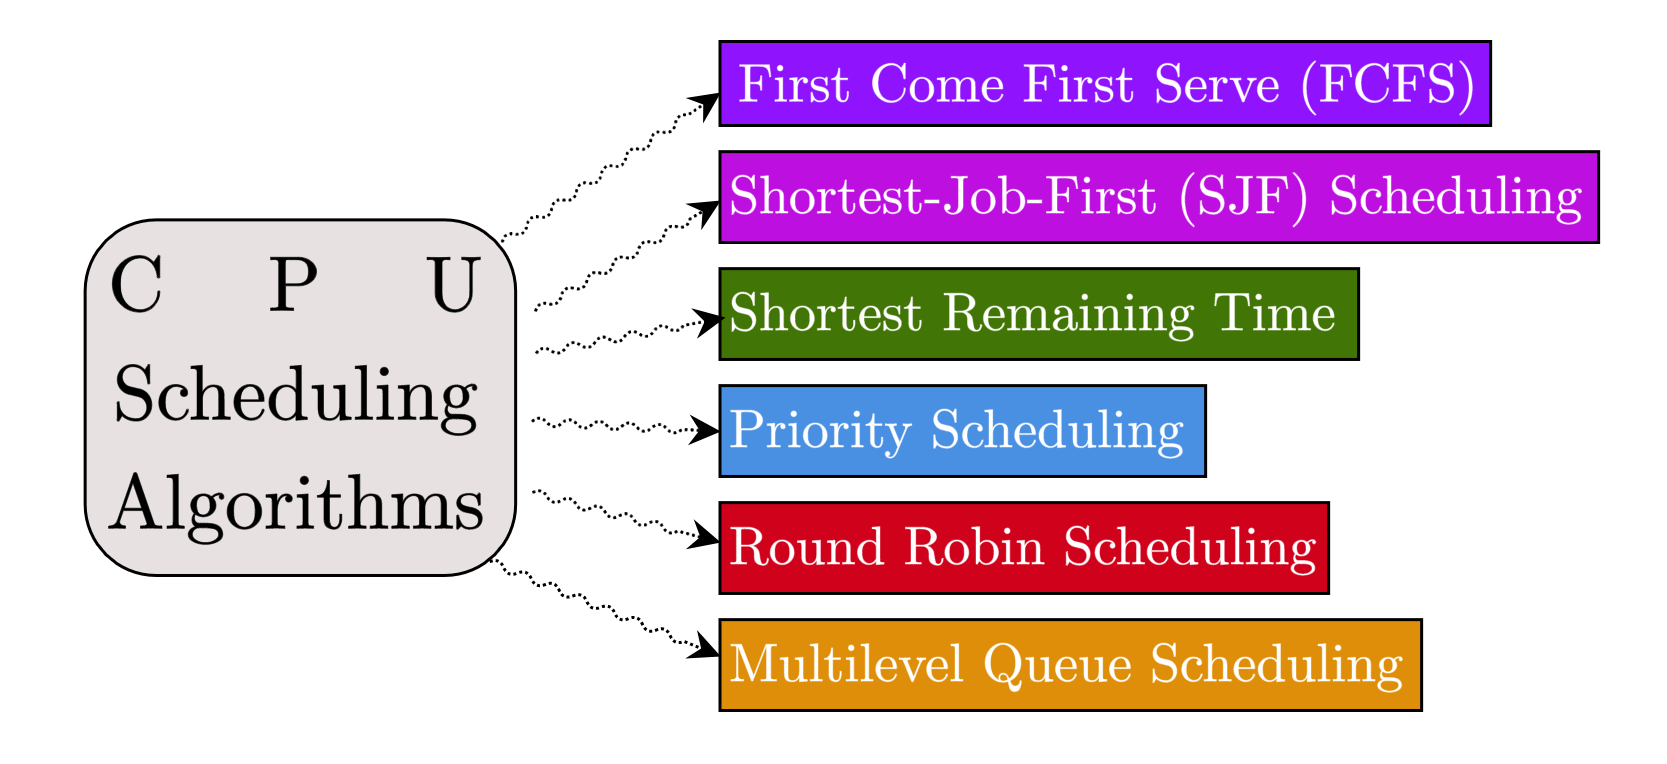 C P U
Scheduling
Algorithms
First Come First Serve (FCFS)
Shortest-Job-First (SJF) Scheduling
Shortest Remaining Time
Priority Scheduling
Round Robin Scheduling
Multilevel Queue Scheduling